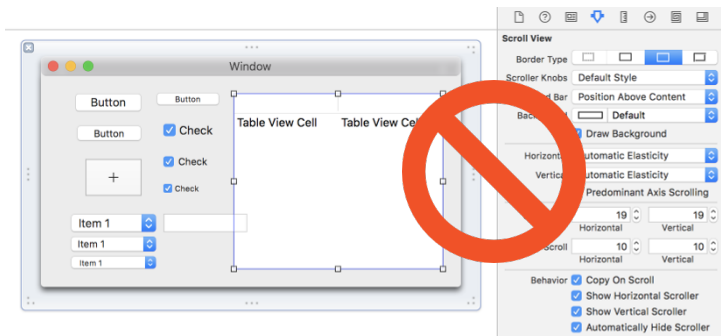 Window
Button
Button
Button
Check
Check
Check
+
Item 1
Item 1
Item 1
Table View Cell
Table View Cell
Scroll View
Border Type
Scroller Knobs
Default Style
Bar
Position Above Content
Default
Draw Background
Automatic Elasticity
Automatic Elasticity
Predominant Axis Scrolling
19
19
Horizontal
Vertical
Scroll
10
10
Horizontal
Vertical
Behavior
Copy On Scroll
Show Horizontal Scroller
Show Vertical Scroller
Automatically Hide Scroller